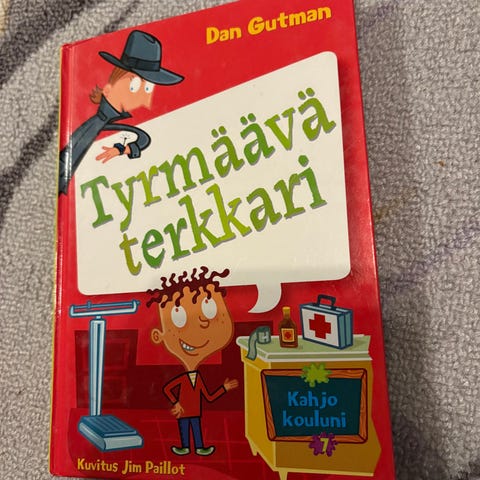 Dan Gutman
Tyrmäävä
terkkari
Kahjo
kouluni
7
Kuvitus Jim Paillot